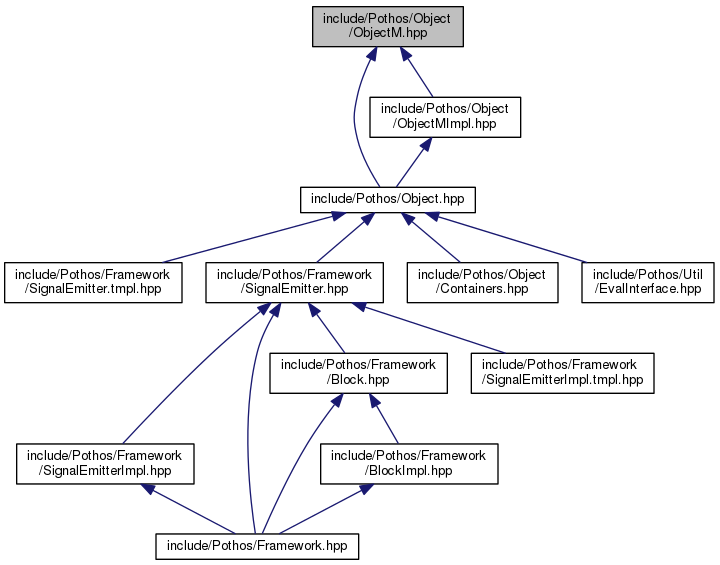 include/Pothos/Object
/ObjectM.hpp
include/Pothos/Object
/ObjectMImpl.hpp
include/Pothos/Object.hpp
include/Pothos/Framework
/SignalEmitter.tmpl.hpp
include/Pothos/Framework
/SignalEmitter.hpp
include/Pothos/Object
/Containers.hpp
include/Pothos/Util
/EvalInterface.hpp
include/Pothos/Framework
/Block.hpp
include/Pothos/Framework
/SignalEmitterImpl.tmpl.hpp
include/Pothos/Framework
/SignalEmitterImpl.hpp
include/Pothos/Framework
/BlockImpl.hpp
include/Pothos/Framework.hpp